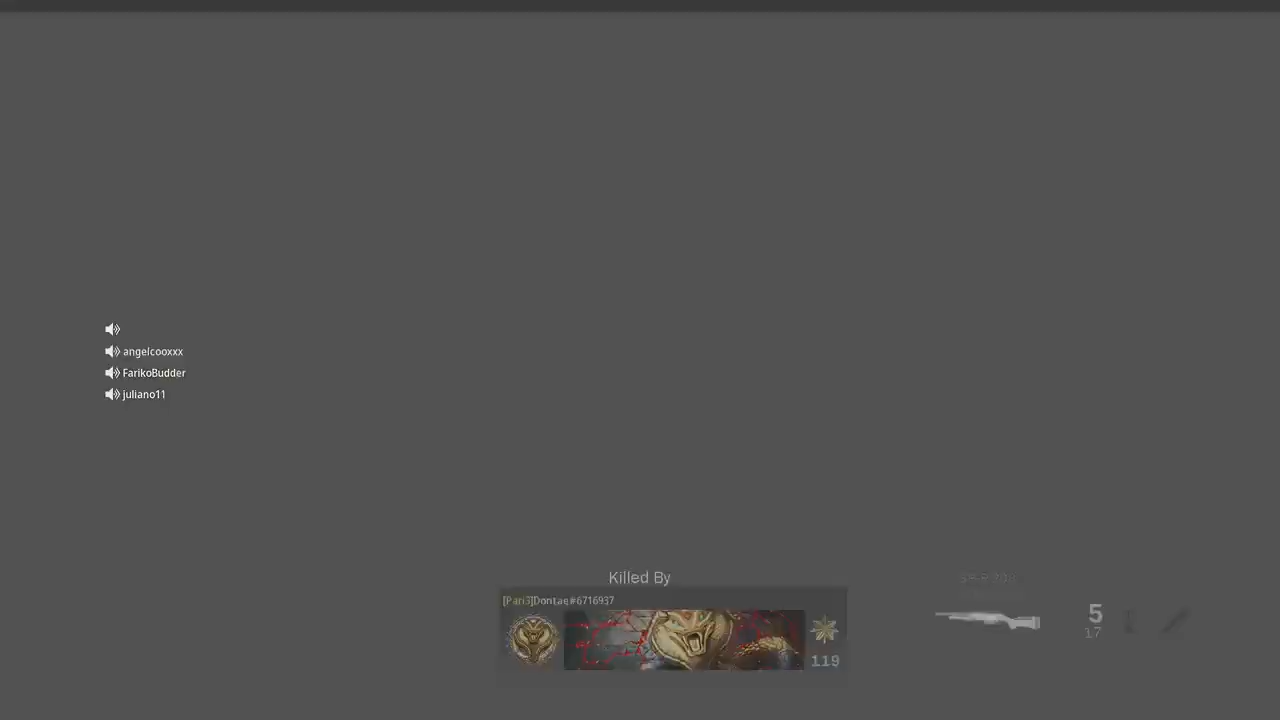 angelcooxxx
FarikoBudder
juliano11
Killed By
[Pari3]Dontae#6716937
119
5
17